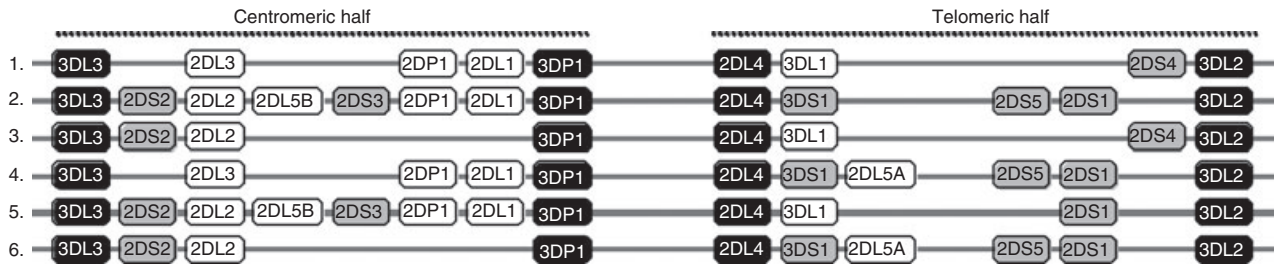 Centromeric half Telomeric half
1. 3DL3 2DL3 2DP1 2DL1 3DP1 2DL4 3DL1 2DS4 3DL2
2. 3DL3 2DS2 2DL2 2DL5B 2DS3 2DP1 2DL1 3DP1 2DL4 3DS1 2DS5 2DS1 3DL2
3. 3DL3 2DS2 2DL2 3DP1 2DL4 3DL1 2DS4 3DL2
4. 3DL3 2DL3 2DP1 2DL1 3DP1 2DL4 3DS1 2DL5A 2DS5 2DS1 3DL2
5. 3DL3 2DS2 2DL2 2DL5B 2DS3 2DP1 2DL1 3DP1 2DL4 3DL1 2DS1 3DL2
6. 3DL3 2DS2 2DL2 3DP1 2DL4 3DS1 2DL5A 2DS5 2DS1 3DL2